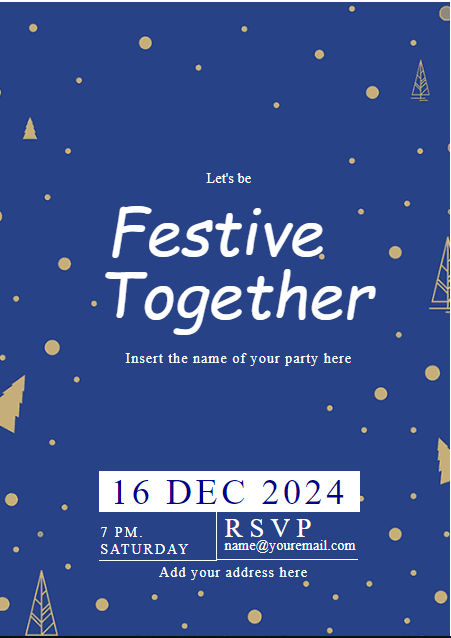 Let's be
Festive
Together
Insert the name of your party here
16 DEC 2024
7 PM.
SATURDAY
RSVP
name@youremail.com
Add your address here